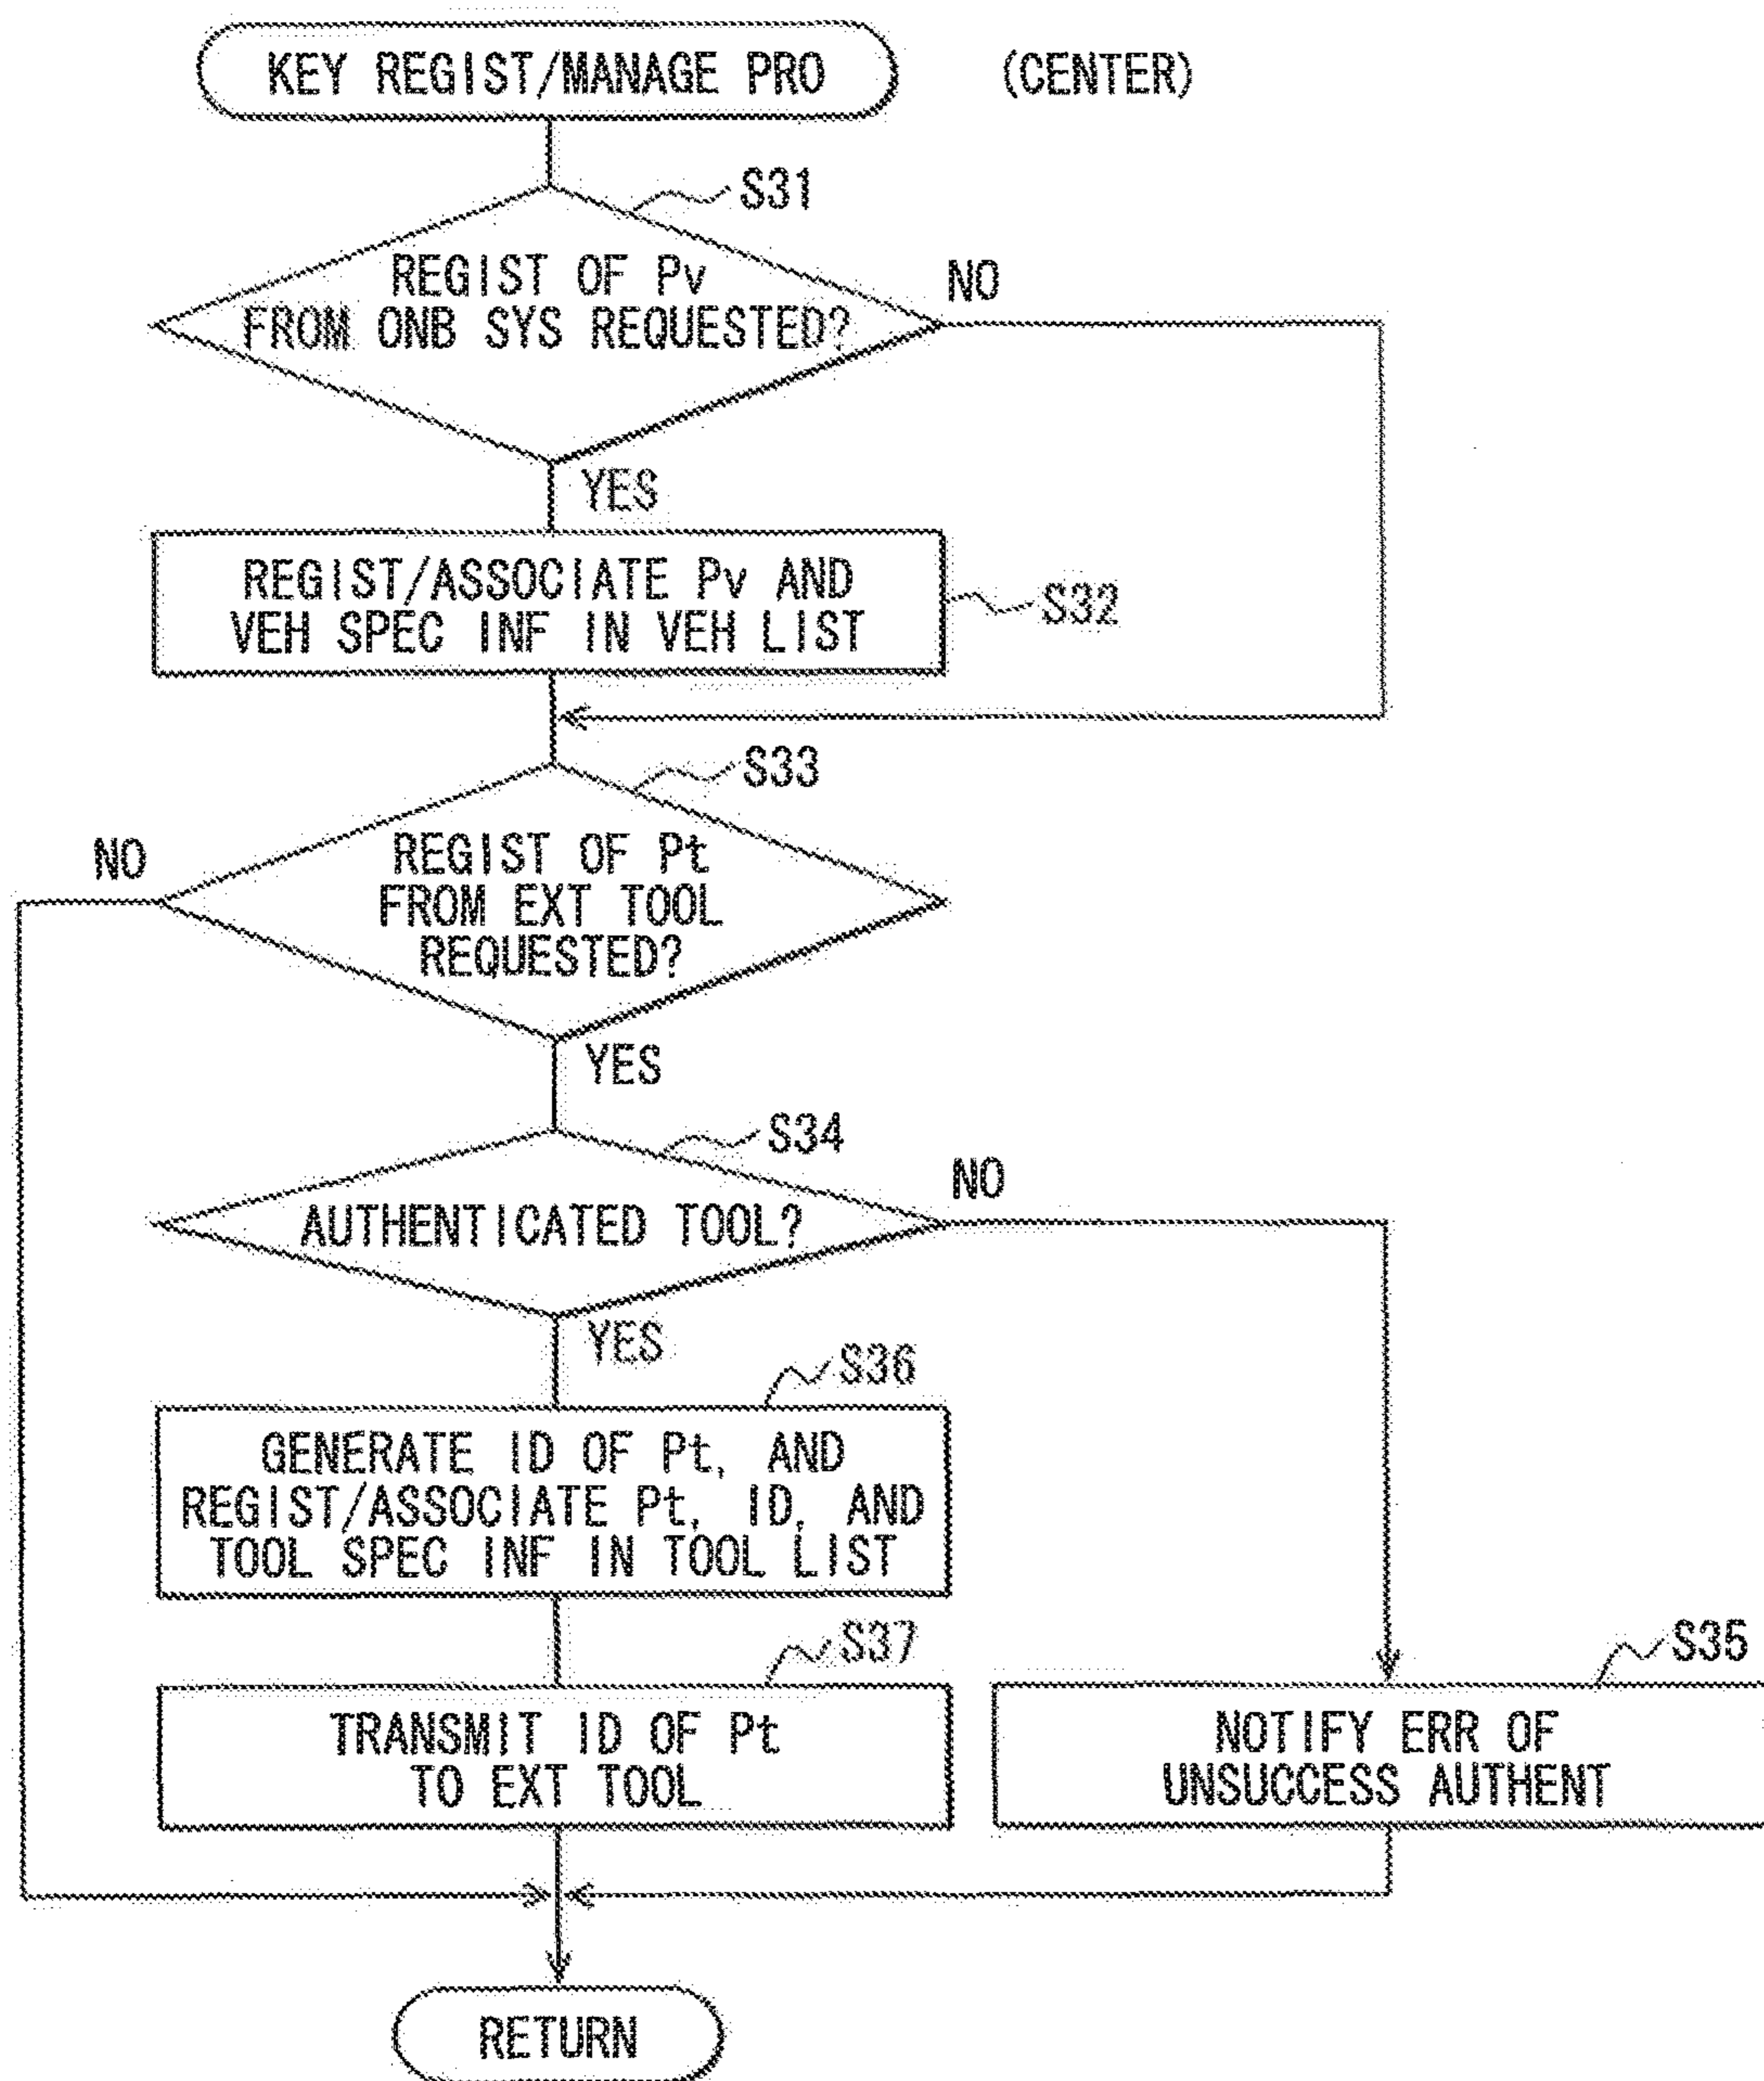 KEY REGIST/MANAGE PRO
(CENTER)
S31
REGIST OF Pv
FROM ONB SYS REQUESTED?
NO
YES
REGIST/ASSOCIATE Pv AND
VEH SPEC INF IN VEH LIST
S32
S33
NO
REGIST OF Pt
FROM EXT TOOL
REQUESTED?
YES
S34
NO
AUTHENTICATED TOOL?
YES
S36
GENERATE ID OF Pt, AND
REGIST/ASSOCIATE Pt, ID, AND
TOOL SPEC INF IN TOOL LIST
S37
S35
TRANSMIT ID OF Pt
TO EXT TOOL
NOTIFY ERR OF
UNSUCCESS AUTHENT
RETURN